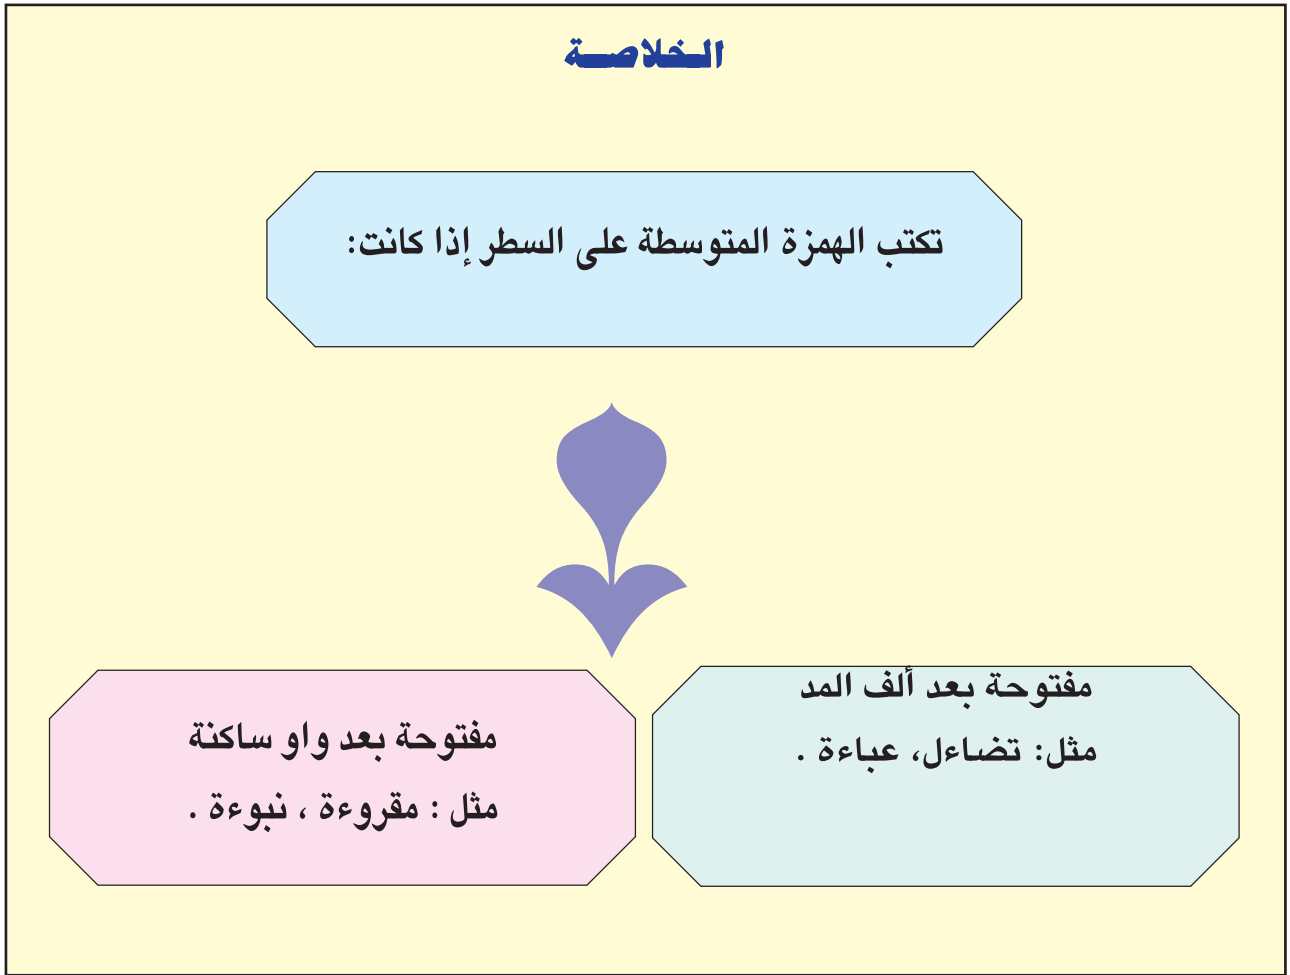 الخلاصة
تكتب الهمزة المتوسطة على السطر إذا كانت:
مفتوحة بعد ألف المد
مثل: تضاءل، عباءة .
مفتوحة بعد واو ساكنة
مثل : مقروءة ، نبوءة .